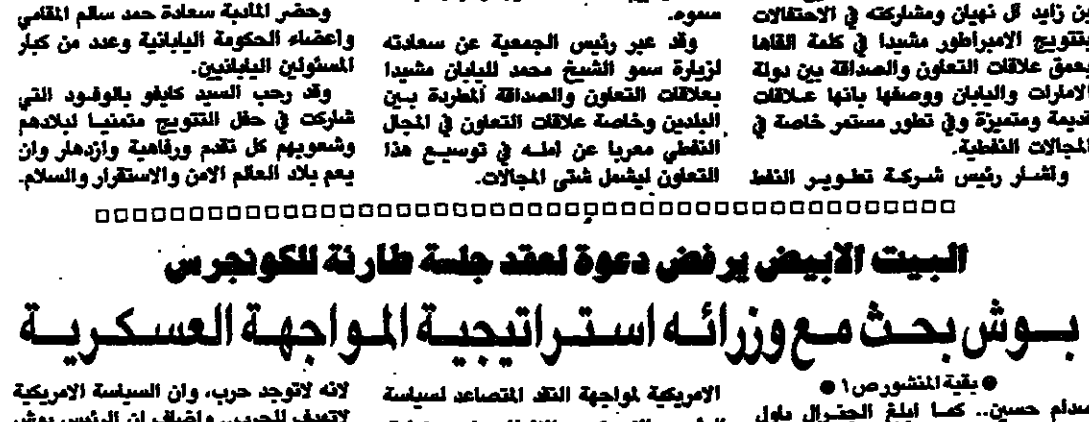 بن زايد آل نهيان ومشاركته في الاحتفالات
بتتويج الامبراطور مشيدا في كلمة القاها
بعمق علاقات التعاون والصداقة بين دولة
الامارات واليابان ووصفها بانها علاقات
قديمة ومتميزة وفي تطور مستمر خاصة في
المجالات النفطية.
واشار رئيس شركة تطوير النفط
سموه.
وقد عبر رئيس الجمعية عن سعادته
لزيارة سمو الشيخ محمد لليابان مشيدا
بعلاقات التعاون والصداقة المطردة بين
البلدين وخاصة علاقات التعاون في المجال
النفطي معربا عن امله في توسيع هذا
التعاون ليشمل شتى المجالات.
وحضر المأدبة سعادة حمد سالم المقامي
وأعضاء الحكومة اليابانية وعدد من كبار
المسئولين اليابانيين.
وقد رحب السيد كايفو بالوفود التي
شاركت في حفل التتويج متمنيا لبلادهم
وشعوبهم كل تقدم ورفاهية وازدهار وان
يعم بلاد العالم الامن والاستقرار والسلام.
البيت الابيض يرفض دعوة لعقد جلسة طارئة للكونجرس
بوش بحث مع وزرائه استراتيجية المواجهة العسكرية
بقية المنشور ص١
صدام حسين.. كما ابلغ الجنرال باول
الامريكية لمواجهة النقد المتصاعد لسياسة
لانه لاتوجد حرب، وان السياسة الامريكية
لاتهدف للحرب.. واضاف ان الرئيس بوش